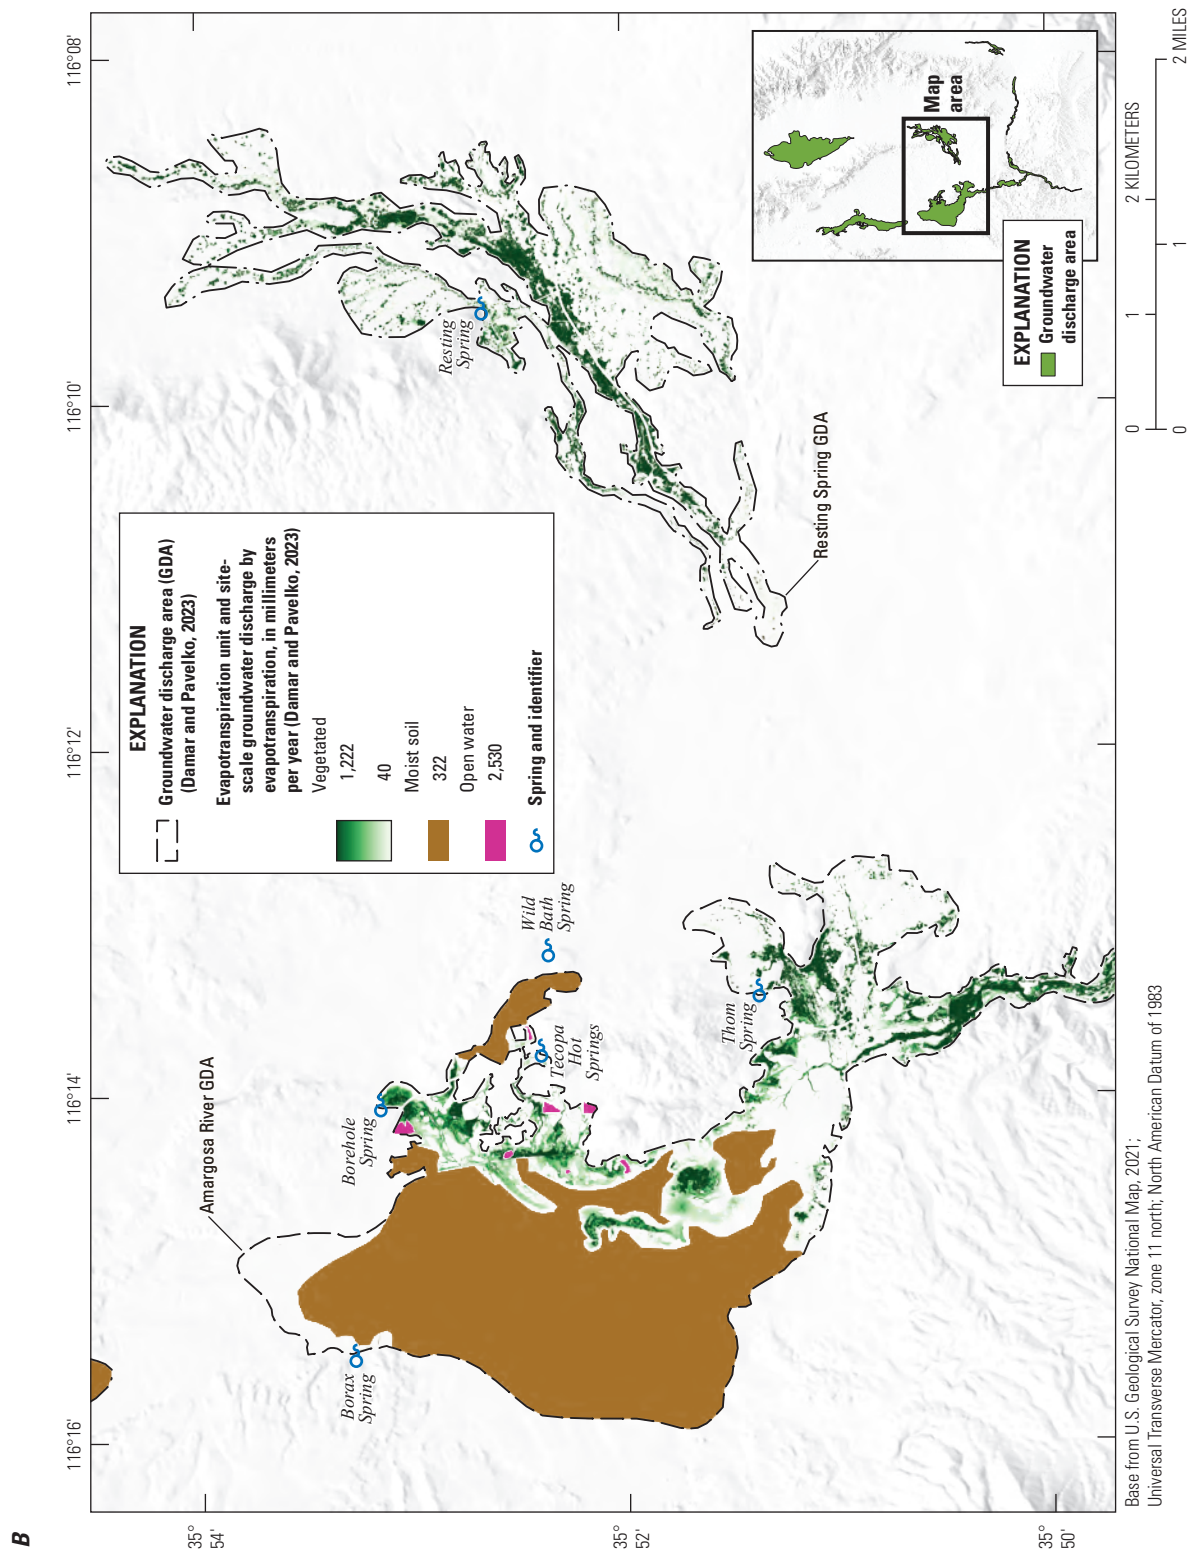 B
116°16'
116°14'
116°12'
116°10'
116°08'
35°
54'
35°
52'
35°
50'
Amargosa River GDA
Borax
Spring
Borehole
Spring
Tecopa
Hot
Springs
Wild
Bath
Spring
Thom
Spring
Resting
Spring
Resting Spring GDA
EXPLANATION
Groundwater discharge area (GDA)
(Damar and Pavelko, 2023)
Evapotranspiration unit and site-
scale groundwater discharge by
evapotranspiration, in millimeters
per year (Damar and Pavelko, 2023)
Vegetated
1,222
40
Moist soil
322
Open water
2,530
Spring and identifier
Map
area
EXPLANATION
Groundwater
discharge area
Base from U.S. Geological Survey National Map, 2021;
Universal Transverse Mercator, zone 11 north; North American Datum of 1983
0 1 2 KILOMETERS
0 1 2 MILES